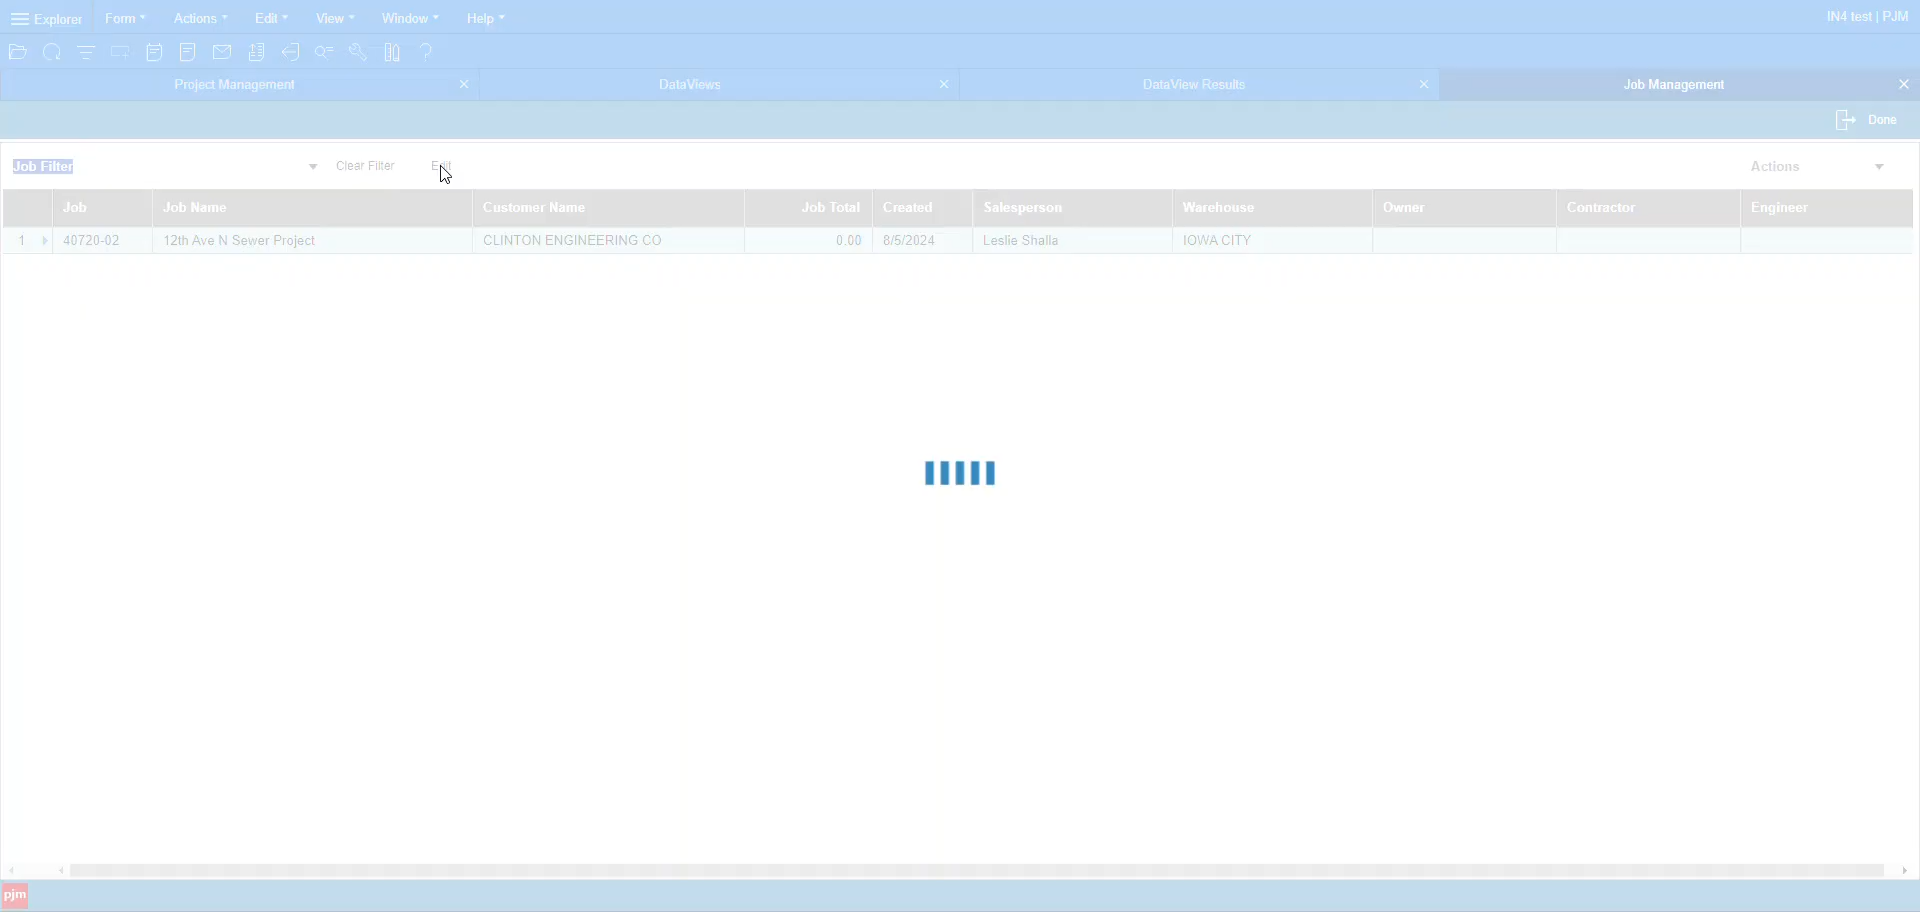 Explorer Form Actions Edit View Window Help IN4 test | PJM
Project Management DataViews DataView Results Job Management
Done
Job Filter Clear Filter Edit Actions
Job Job Name Customer Name Job Total Created Salesperson Warehouse Owner Contractor Engineer
1 40720-02 12th Ave N Sewer Project CLINTON ENGINEERING CO 0.00 8/5/2024 Leslie Shalla IOWA CITY
pjm